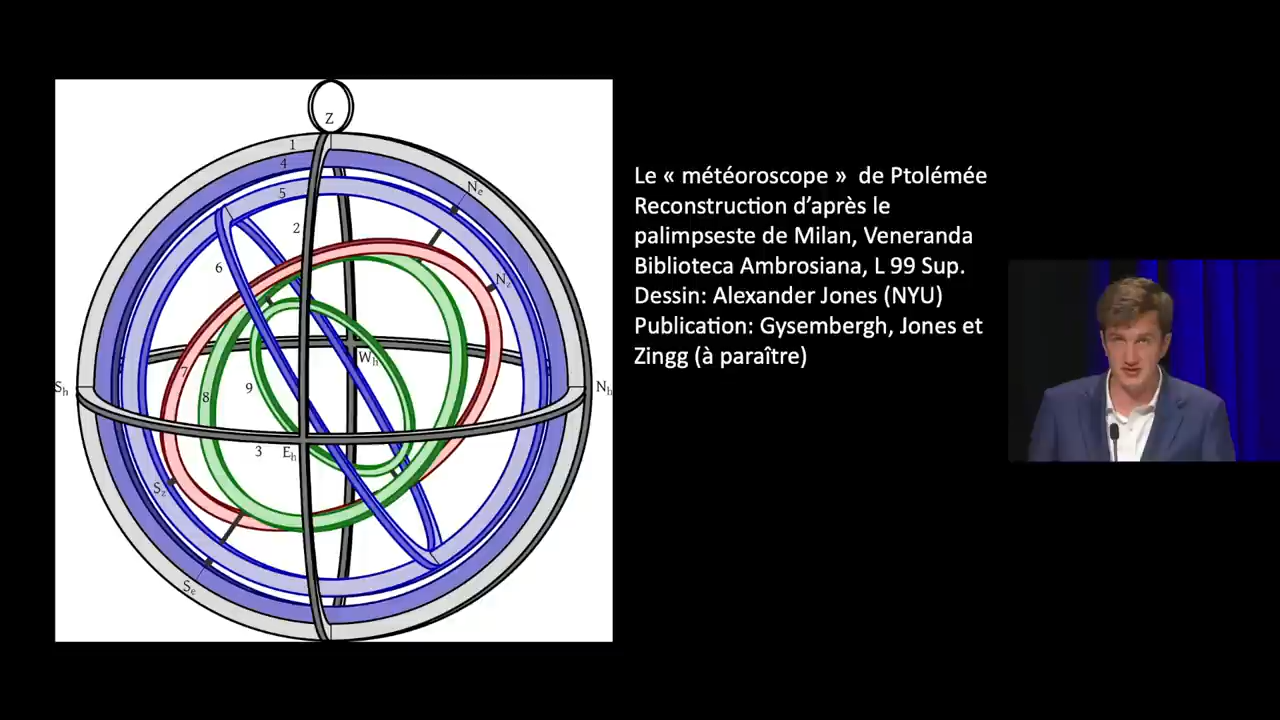 Z
1
4
5
Ne
2
6
Nz
7
Wh
Sh
Nh
9
8
3
Eh
Sz
Se
Le « météoroscope » de Ptolémée
Reconstruction d’après le
palimpseste de Milan, Veneranda
Biblioteca Ambrosiana, L 99 Sup.
Dessin: Alexander Jones (NYU)
Publication: Gysembergh, Jones et
Zingg (à paraître)